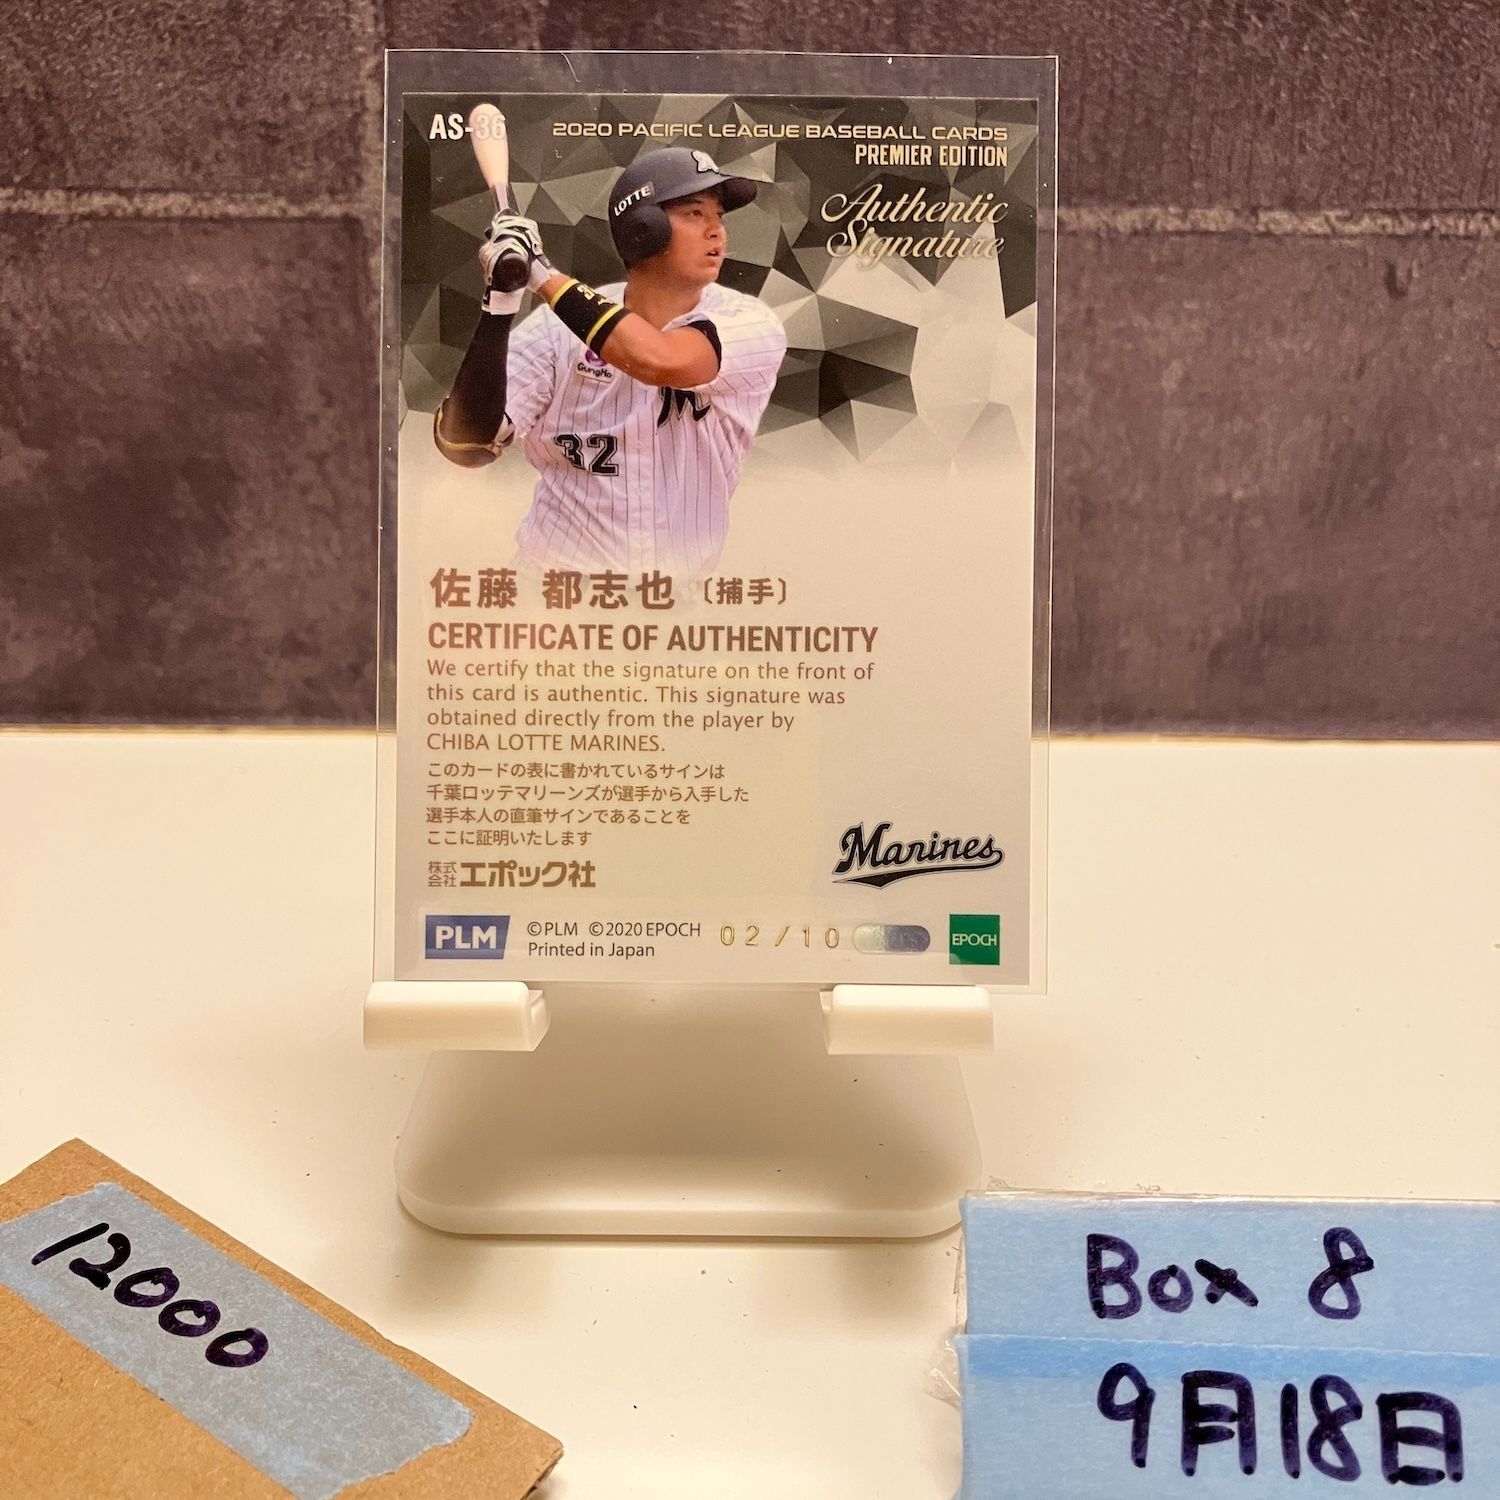 AS-36
2020 PACIFIC LEAGUE BASEBALL CARDS
PREMIER EDITION
Authentic
Signature
LOTTE
GungHo
M
32
佐藤 都志也〔捕手〕
CERTIFICATE OF AUTHENTICITY
We certify that the signature on the front of
this card is authentic. This signature was
obtained directly from the player by
CHIBA LOTTE MARINES.
このカードの表に書かれているサインは
千葉ロッテマリーンズが選手から入手した
選手本人の直筆サインであることを
ここに証明いたします
株式会社エポック社
Marines
PLM
©PLM ©2020 EPOCH
Printed in Japan
02/10
EPOCH
12000
Box 8
9月18日